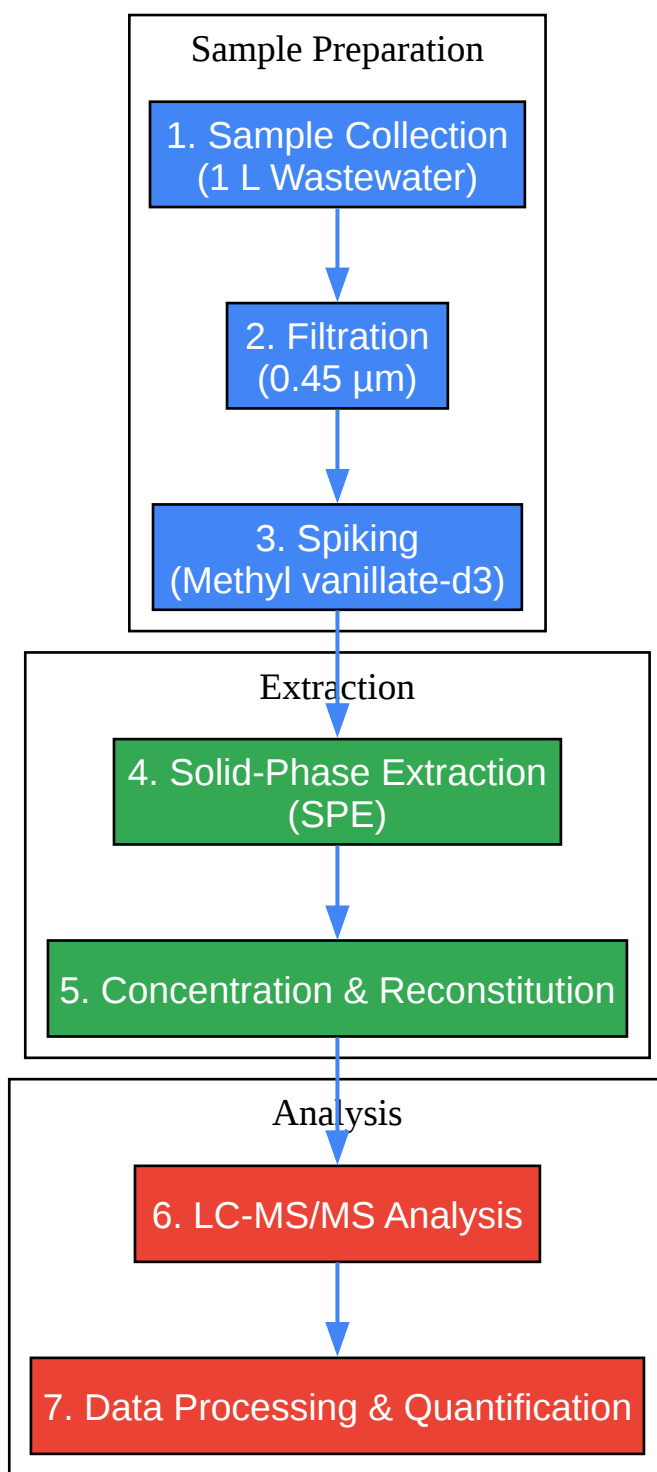 Sample Preparation
1. Sample Collection
(1 L Wastewater)
2. Filtration
(0.45 µm)
3. Spiking
(Methyl vanillate-d3)
Extraction
4. Solid-Phase Extraction
(SPE)
5. Concentration & Reconstitution
Analysis
6. LC-MS/MS Analysis
7. Data Processing & Quantification